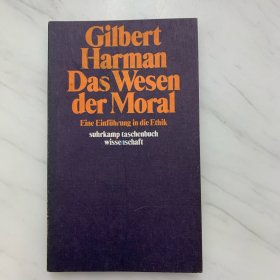 Gilbert
Harman
Das Wesen
der Moral
Eine Einführung in die Ethik
suhrkamp taschenbuch
wissenschaft